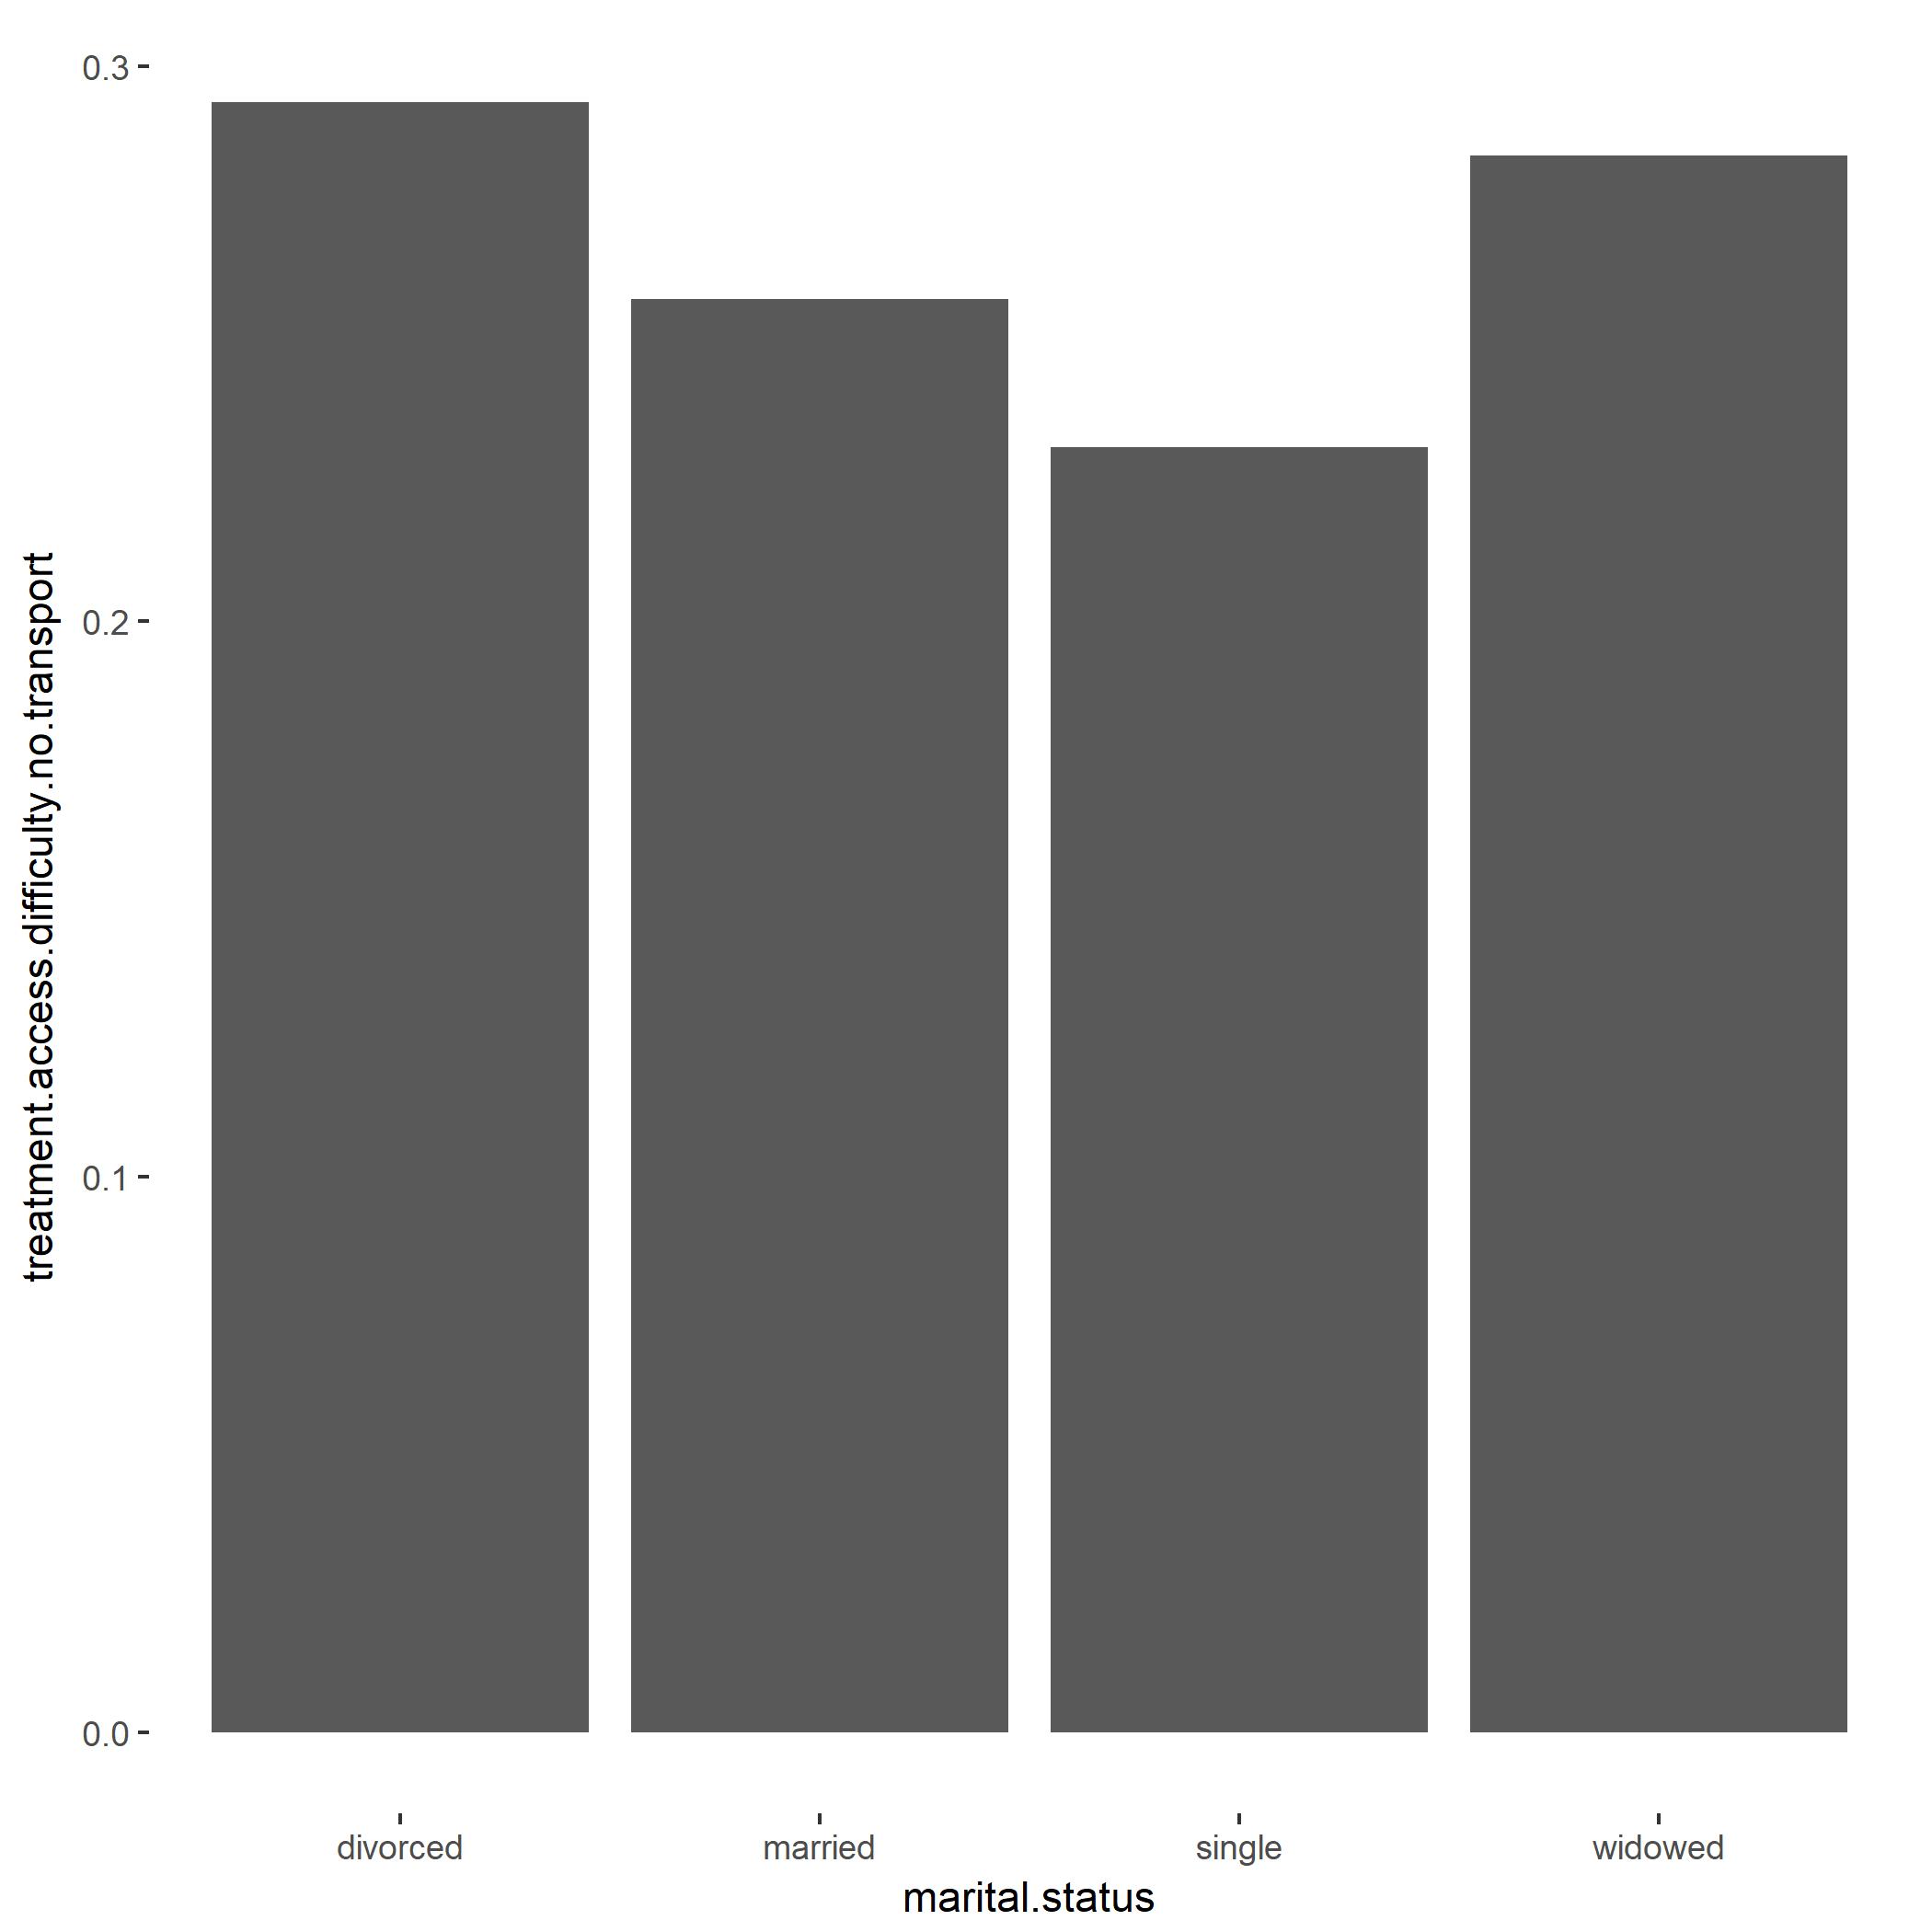 treatment.access.difficulty.no.transport
0.3
0.2
0.1
0.0
divorced married single widowed
marital.status